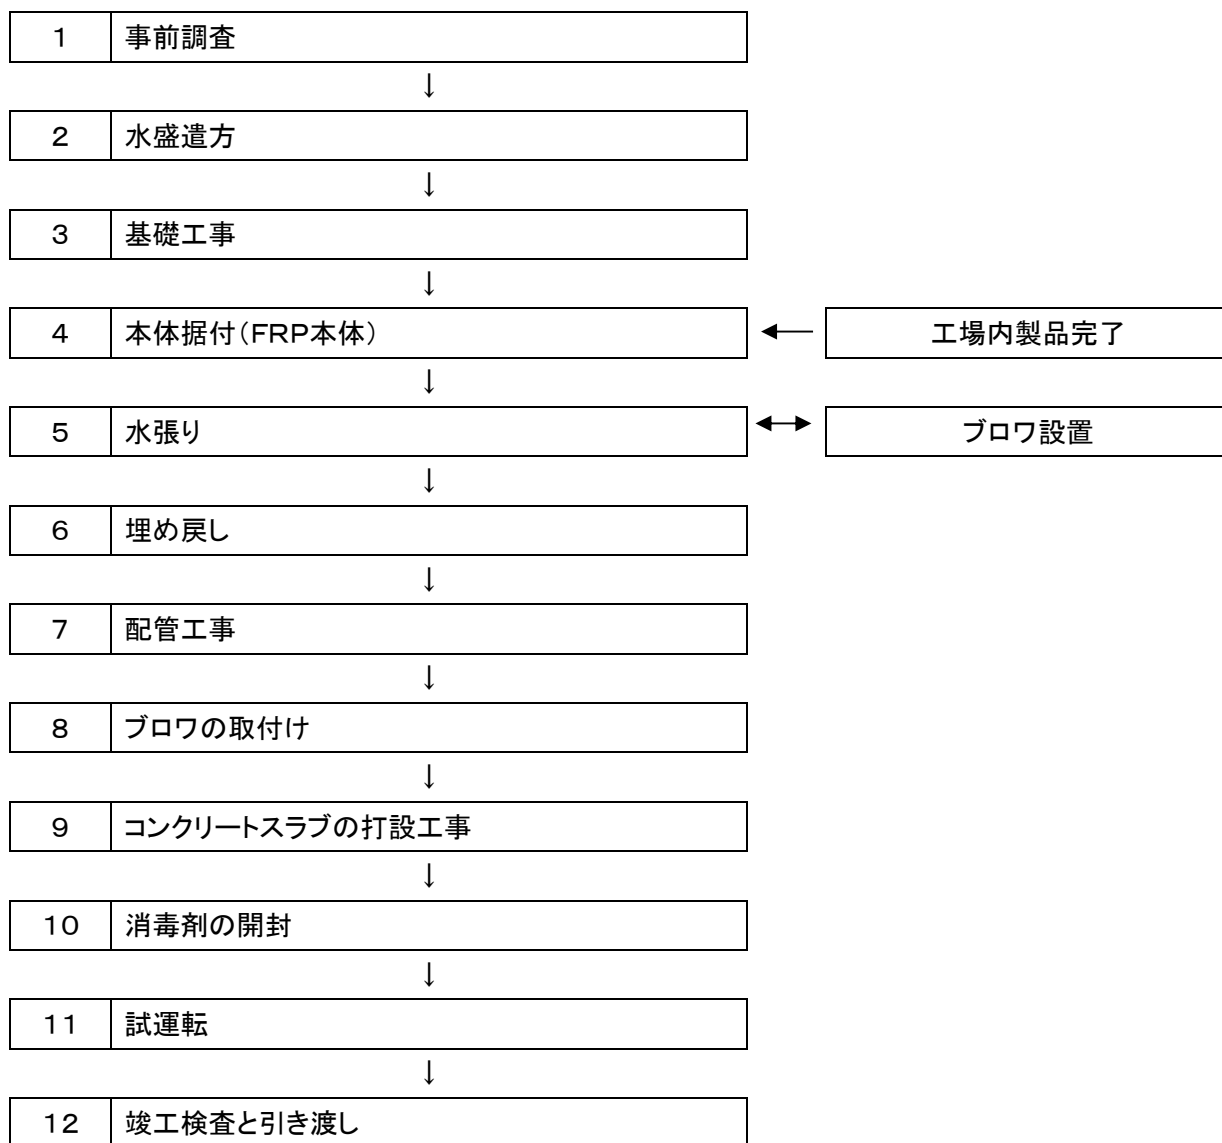 １ 事前調査
↓
２ 水盛遣方
↓
３ 基礎工事
↓
４ 本体据付（ＦＲＰ本体） ← 工場内製品完了
↓
５ 水張り ↔ ブロワ設置
↓
６ 埋め戻し
↓
７ 配管工事
↓
８ ブロワの取付け
↓
９ コンクリートスラブの打設工事
↓
１０ 消毒剤の開封
↓
１１ 試運転
↓
１２ 竣工検査と引き渡し